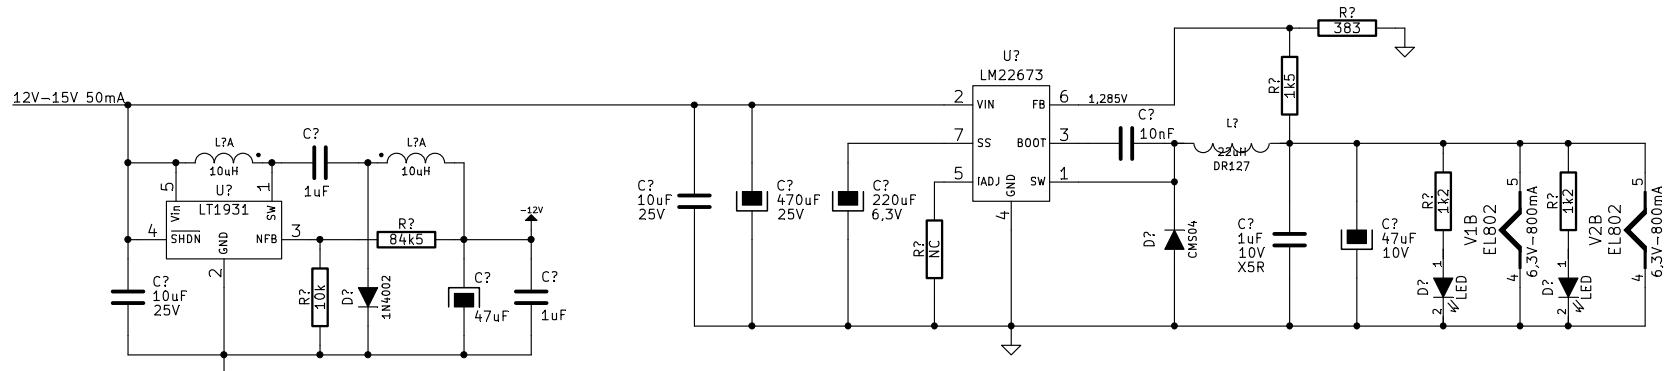 12V-15V 50mA
L?A
10uH
C?
1uF
L?A
10uH
5
1
U?
LT1931
Vin
SW
4
SHDN
GND
NFB
3
2
R?
84k5
-12V
C?
10uF
25V
R?
10k
D?
1N4002
C?
47uF
C?
1uF
C?
10uF
25V
C?
470uF
25V
C?
220uF
6,3V
U?
LM22673
2
VIN
FB
6
1,285V
7
SS
BOOT
3
5
IADJ
GND
SW
1
4
R?
NC
C?
10nF
L?
22uH
DR127
R?
383
R?
1k5
D?
CMS04
C?
1uF
10V
X5R
C?
47uF
10V
R?
1k2
D?
1
LED
2
V1B
EL802
5
4
6,3V-800mA
R?
1k2
D?
1
LED
2
V2B
EL802
5
4
6,3V-800mA